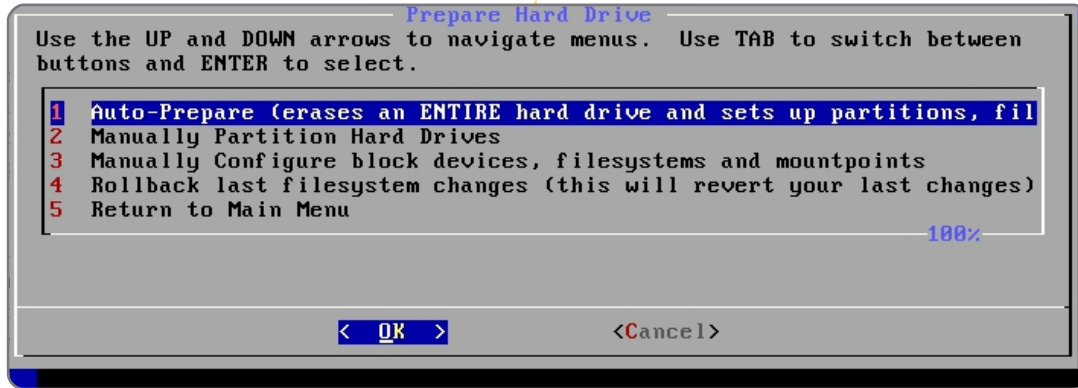 Prepare Hard Drive
Use the UP and DOWN arrows to navigate menus.  Use TAB to switch between
buttons and ENTER to select.
1  Auto-Prepare (erases an ENTIRE hard drive and sets up partitions, fil
2  Manually Partition Hard Drives
3  Manually Configure block devices, filesystems and mountpoints
4  Rollback last filesystem changes (this will revert your last changes)
5  Return to Main Menu
100%
< OK >  <Cancel>